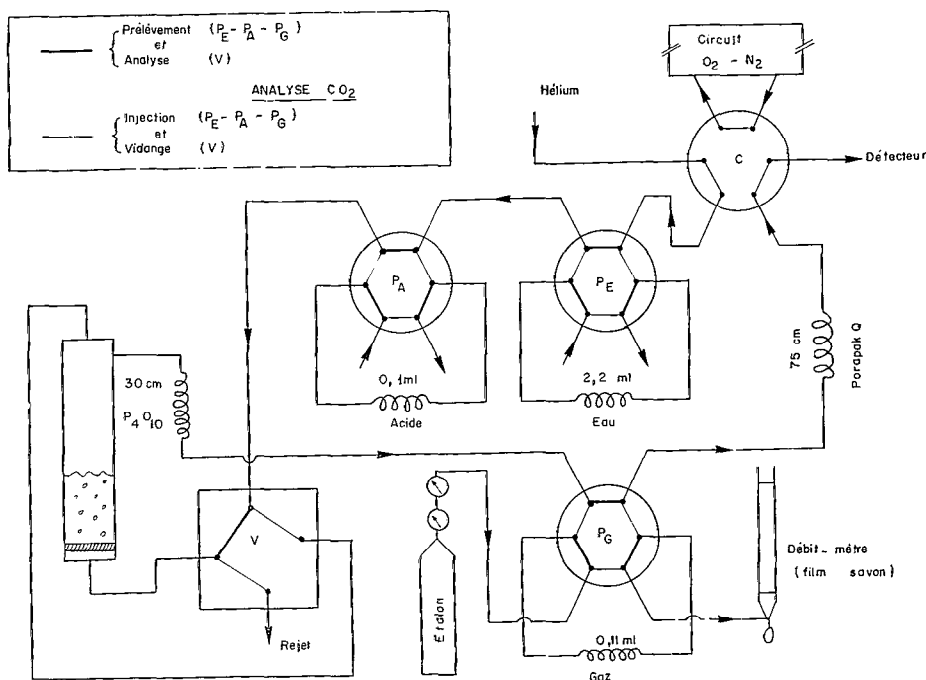 Prélèvement (P_E - P_A - P_G)
et
Analyse (V)
ANALYSE CO₂
Injection (P_E - P_A - P_G)
et
Vidange (V)
Circuit
O₂ - N₂
Hélium
C
Détecteur
P_A
P_E
0,1ml
Acide
2,2 ml
Eau
75 cm
Porapak Q
30 cm
P₄O₁₀
V
Rejet
Etalon
P_G
0,11 ml
Gaz
Débit-mètre
(film savon)